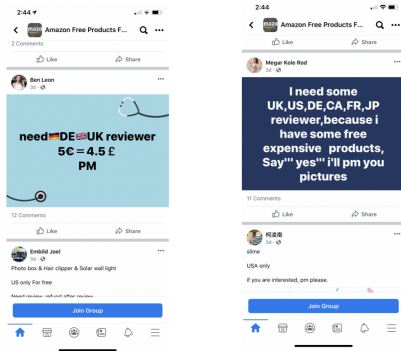 2:44
Amazon Free Products F...
2 Comments
Like
Share
Ben Leon
3d
need🇩🇪DE🇬🇧UK reviewer
5€=4.5 £
PM
12 Comments
Like
Share
Embild Joel
3d
Photo box & Hair clipper & Solar wall light
US only For free
Need review, refund after review
Join Group
2:44
Amazon Free Products F...
Like
Share
Megar Kole Rod
3d
I need some
UK,US,DE,CA,FR,JP
reviewer,because i
have some free
expensive products,
Say''' yes''' i'll pm you
pictures
11 Comments
Like
Share
3d
slime
USA only
if you are interested, pm please.
Join Group